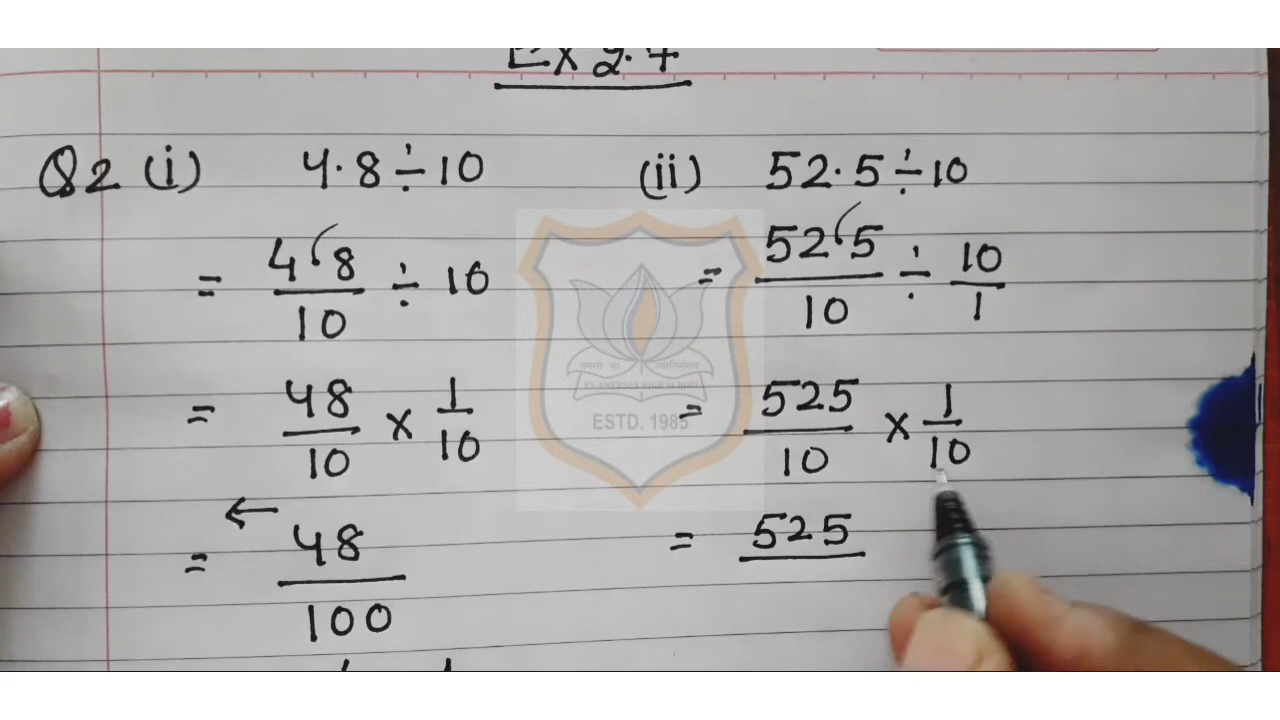 Ex 2.7
Q2 (i) 4.8 ÷ 10 (ii) 52.5 ÷ 10
= 48/10 ÷ 10 = 525/10 ÷ 10/1
= 48/10 × 1/10 = 525/10 × 1/10
ESTD. 1985
= 48/100 = 525